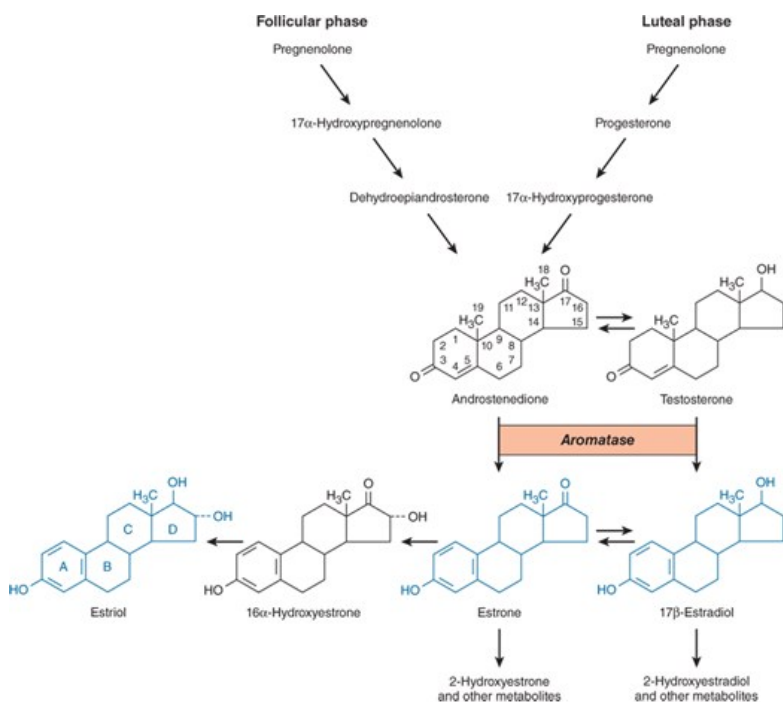 Follicular phase
Luteal phase
Pregnenolone
Pregnenolone
17α-Hydroxypregnenolone
Progesterone
Dehydroepiandrosterone
17α-Hydroxyprogesterone
18
O
H₃C
17
12
11
13
16
19
H₃C
14
15
1
9
2
10
8
3
5
7
4
6
O
OH
H₃C
H₃C
O
Androstenedione
Testosterone
Aromatase
OH
H₃C
OH
C
D
A
B
HO
O
H₃C
OH
HO
O
H₃C
HO
OH
H₃C
HO
Estriol
16α-Hydroxyestrone
Estrone
17β-Estradiol
2-Hydroxyestrone
and other metabolites
2-Hydroxyestradiol
and other metabolites